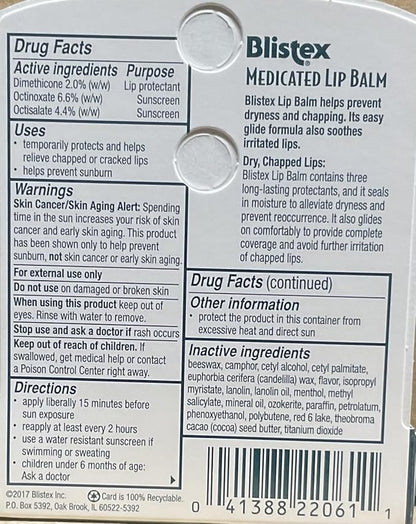 Drug Facts
Active ingredients Purpose
Dimethicone 2.0% (w/w) Lip protectant
Octinoxate 6.6% (w/w) Sunscreen
Octisalate 4.4% (w/w) Sunscreen
Uses
• temporarily protects and helps
relieve chapped or cracked lips
• helps prevent sunburn
Warnings
Skin Cancer/Skin Aging Alert: Spending
time in the sun increases your risk of skin
cancer and early skin aging. This product
has been shown only to help prevent
sunburn, not skin cancer or early skin aging.
For external use only
Do not use on damaged or broken skin
When using this product keep out of
eyes. Rinse with water to remove.
Stop use and ask a doctor if rash occurs
Keep out of reach of children. If
swallowed, get medical help or contact
a Poison Control Center right away.
Directions
• apply liberally 15 minutes before
sun exposure
• reapply at least every 2 hours
• use a water resistant sunscreen if
swimming or sweating
• children under 6 months of age:
Ask a doctor
©2017 Blistex Inc. Card is 100% Recyclable.
P.O. Box 5392, Oak Brook, IL 60522-5392
Blistex®
MEDICATED LIP BALM
Blistex Lip Balm helps prevent
dryness and chapping. Its easy
glide formula also soothes
irritated lips.
Dry, Chapped Lips:
Blistex Lip Balm contains three
long-lasting protectants, and it seals
in moisture to alleviate dryness and
prevent reoccurrence. It also glides
on comfortably to provide complete
coverage and avoid further irritation
of chapped lips.
Drug Facts (continued)
Other information
• protect the product in this container from
excessive heat and direct sun
Inactive ingredients
beeswax, camphor, cetyl alcohol, cetyl palmitate,
euphorbia cerifera (candelilla) wax, flavor, isopropyl
myristate, lanolin, lanolin oil, menthol, methyl
salicylate, mineral oil, ozokerite, paraffin, petrolatum,
phenoxyethanol, polybutene, red 6 lake, theobroma
cacao (cocoa) seed butter, titanium dioxide
0 41388 22061 1